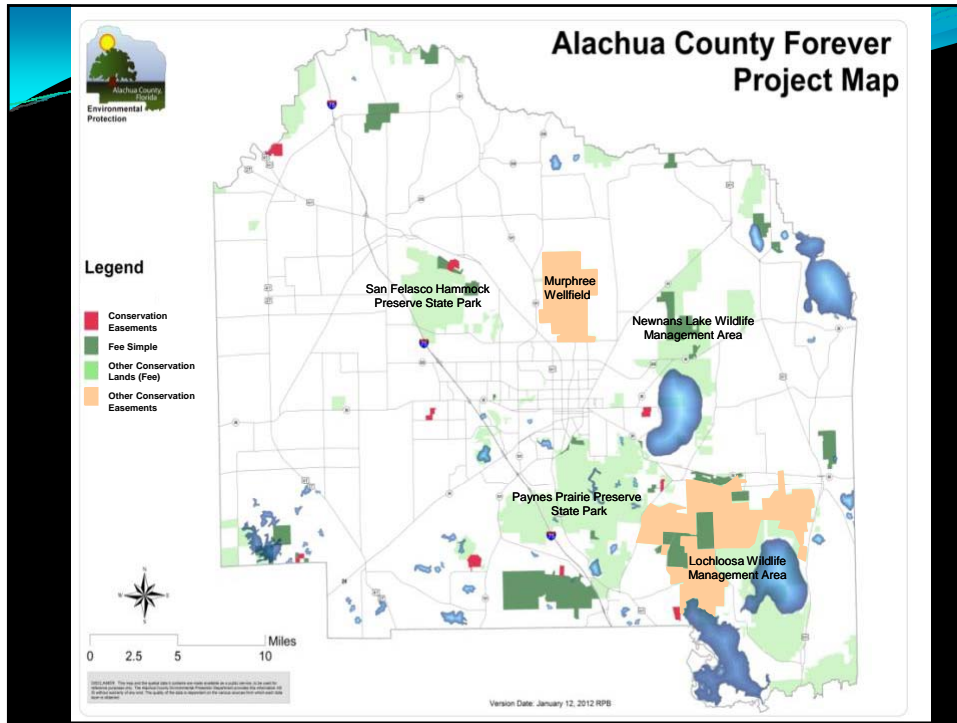 Alachua County Forever
Project Map
Alachua County,
Florida
Environmental
Protection
Legend
Conservation
Easements
Fee Simple
Other Conservation
Lands (Fee)
Other Conservation
Easements
San Felasco Hammock
Preserve State Park
Murphree
Wellfield
Newnans Lake Wildlife
Management Area
Paynes Prairie Preserve
State Park
Lochloosa Wildlife
Management Area
N
W
E
S
Miles
0 2.5 5 10
Version Date: January 12, 2012 RPB